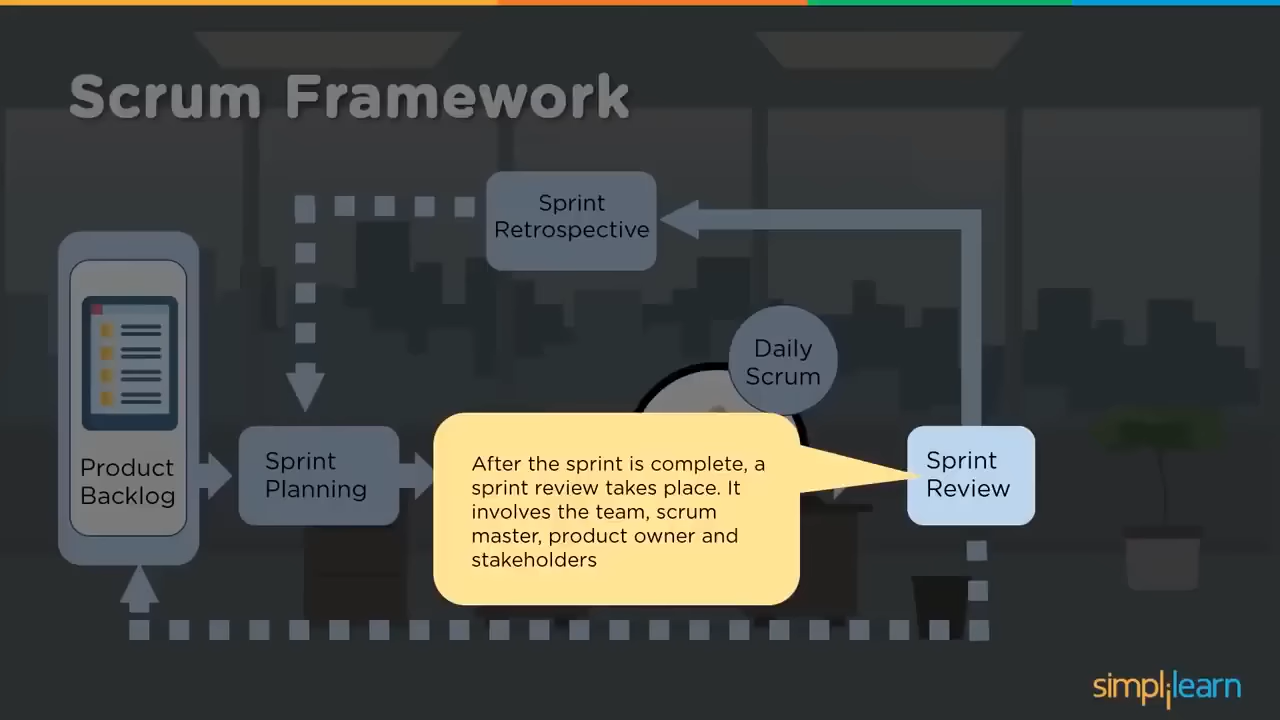 Scrum Framework
Sprint
Retrospective
Daily
Scrum
Product
Backlog
Sprint
Planning
After the sprint is complete, a
sprint review takes place. It
involves the team, scrum
master, product owner and
stakeholders
Sprint
Review
simplilearn